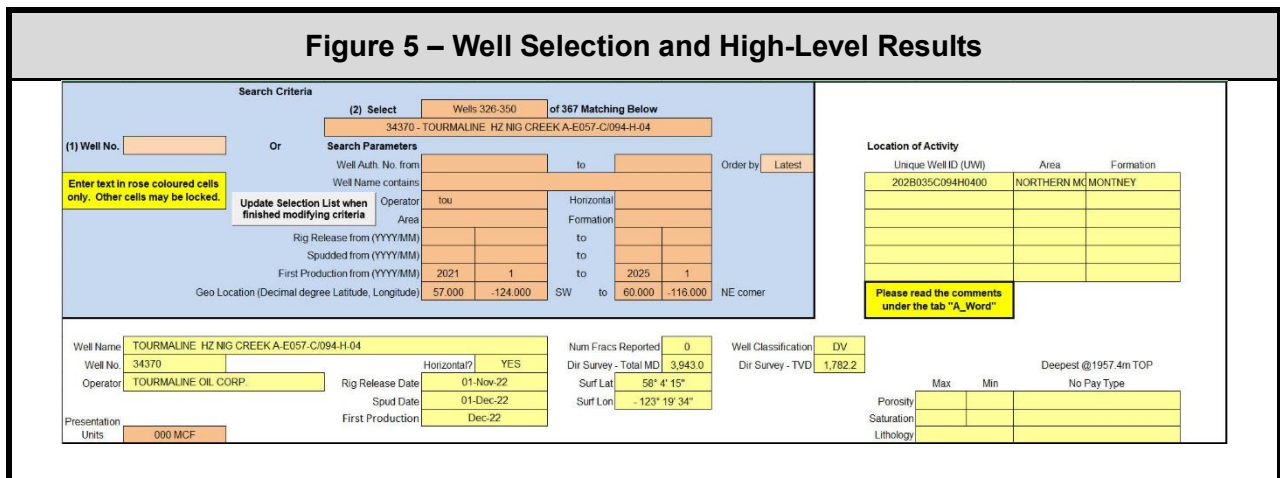 Figure 5 – Well Selection and High-Level Results
Search Criteria
(2) Select Wells 326-350 of 367 Matching Below
34370 - TOURMALINE HZ NIG CREEK A-E057-C/094-H-04
(1) Well No. Or Search Parameters
Well Auth. No. from to Order by Latest
Enter text in rose coloured cells only. Other cells may be locked.
Well Name contains
Update Selection List when finished modifying criteria
Operator tou Horizontal
Area Formation
Rig Release from (YYYY/MM) to
Spudded from (YYYY/MM) to
First Production from (YYYY/MM) 2021 1 to 2025 1
Geo Location (Decimal degree Latitude, Longitude) 57.000 -124.000 SW to 60.000 -116.000 NE corner
Location of Activity
Unique Well ID (UWI) Area Formation
202B035C094H0400 NORTHERN MO MONTNEY
Please read the comments
under the tab "A_Word"
Well Name TOURMALINE HZ NIG CREEK A-E057-C/094-H-04 Num Fracs Reported 0 Well Classification DV
Well No. 34370 Horizontal? YES Dir Survey - Total MD 3,943.0 Dir Survey - TVD 1,782.2 Deepest @1957.4m TOP
Operator TOURMALINE OIL CORP. Rig Release Date 01-Nov-22 Surf Lat 58° 4' 15" Max Min No Pay Type
Spud Date 01-Dec-22 Surf Lon - 123° 19' 34" Porosity
First Production Dec-22 Saturation
Presentation
Units 000 MCF Lithology